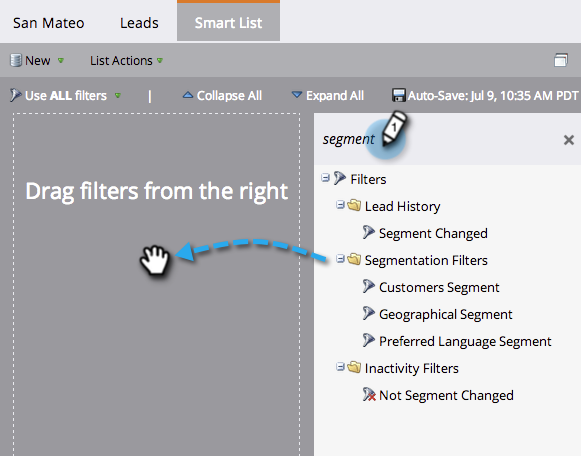 San Mateo Leads Smart List
New List Actions
Use ALL filters | Collapse All Expand All Auto-Save: Jul 9, 10:35 AM PDT
segment 1
Drag filters from the right
Filters
Lead History
Segment Changed
Segmentation Filters
Customers Segment
Geographical Segment
Preferred Language Segment
Inactivity Filters
Not Segment Changed